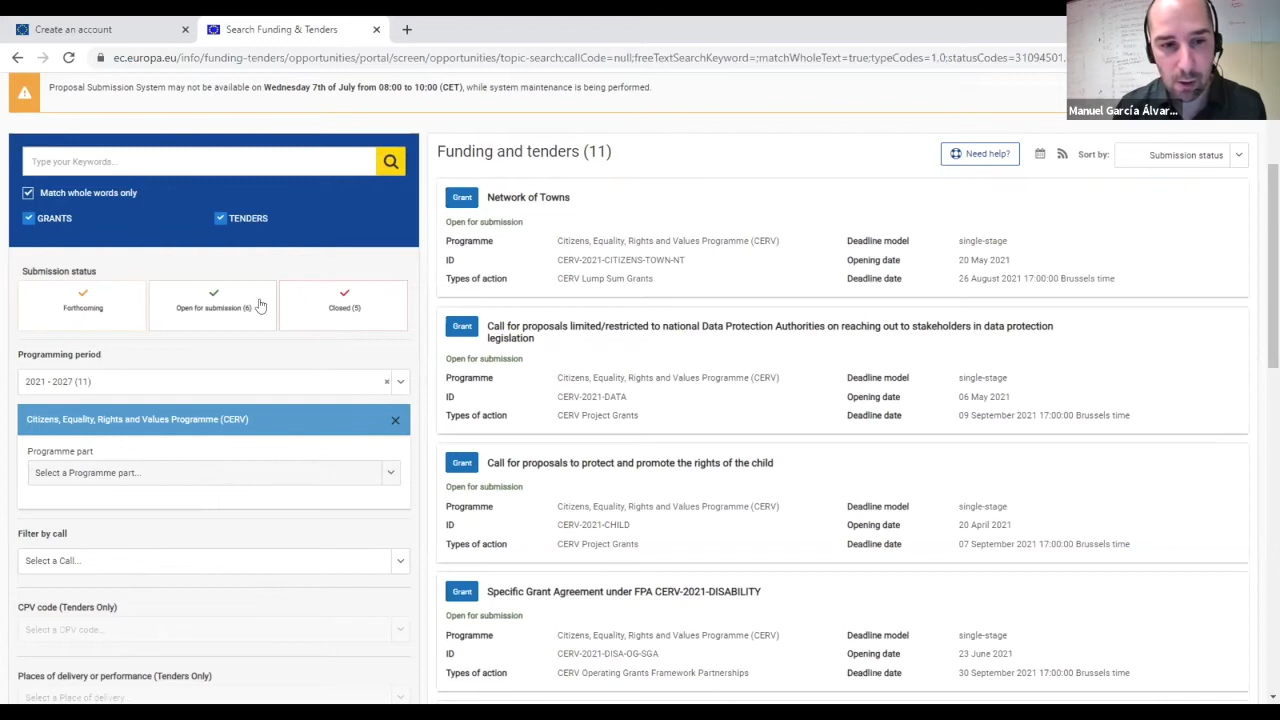 Create an account
Search Funding & Tenders
ec.europa.eu/info/funding-tenders/opportunities/portal/screen/opportunities/topic-search;callCode=null;freeTextSearchKeyword=;matchWholeText=true;typeCodes=1.0;statusCodes=31094501,
Manuel García Álvar...
Proposal Submission System may not be available on Wednesday 7th of July from 08:00 to 10:00 (CET), while system maintenance is being performed.
Type your Keywords...
Match whole words only
GRANTS
TENDERS
Submission status
Forthcoming
Open for submission (6)
Closed (5)
Programming period
2021 - 2027 (11)
Citizens, Equality, Rights and Values Programme (CERV)
Programme part
Select a Programme part...
Filter by call
Select a Call...
CPV code (Tenders Only)
Select a CPV code...
Places of delivery or performance (Tenders Only)
Select a Place of delivery...
Funding and tenders (11)
Need help?
Sort by:
Submission status
Grant Network of Towns
Open for submission
Programme Citizens, Equality, Rights and Values Programme (CERV) Deadline model single-stage
ID CERV-2021-CITIZENS-TOWN-NT Opening date 20 May 2021
Types of action CERV Lump Sum Grants Deadline date 26 August 2021 17:00:00 Brussels time
Grant Call for proposals limited/restricted to national Data Protection Authorities on reaching out to stakeholders in data protection
legislation
Open for submission
Programme Citizens, Equality, Rights and Values Programme (CERV) Deadline model single-stage
ID CERV-2021-DATA Opening date 06 May 2021
Types of action CERV Project Grants Deadline date 09 September 2021 17:00:00 Brussels time
Grant Call for proposals to protect and promote the rights of the child
Open for submission
Programme Citizens, Equality, Rights and Values Programme (CERV) Deadline model single-stage
ID CERV-2021-CHILD Opening date 20 April 2021
Types of action CERV Project Grants Deadline date 07 September 2021 17:00:00 Brussels time
Grant Specific Grant Agreement under FPA CERV-2021-DISABILITY
Open for submission
Programme Citizens, Equality, Rights and Values Programme (CERV) Deadline model single-stage
ID CERV-2021-DISA-OG-SGA Opening date 23 June 2021
Types of action CERV Operating Grants Framework Partnerships Deadline date 30 September 2021 17:00:00 Brussels time